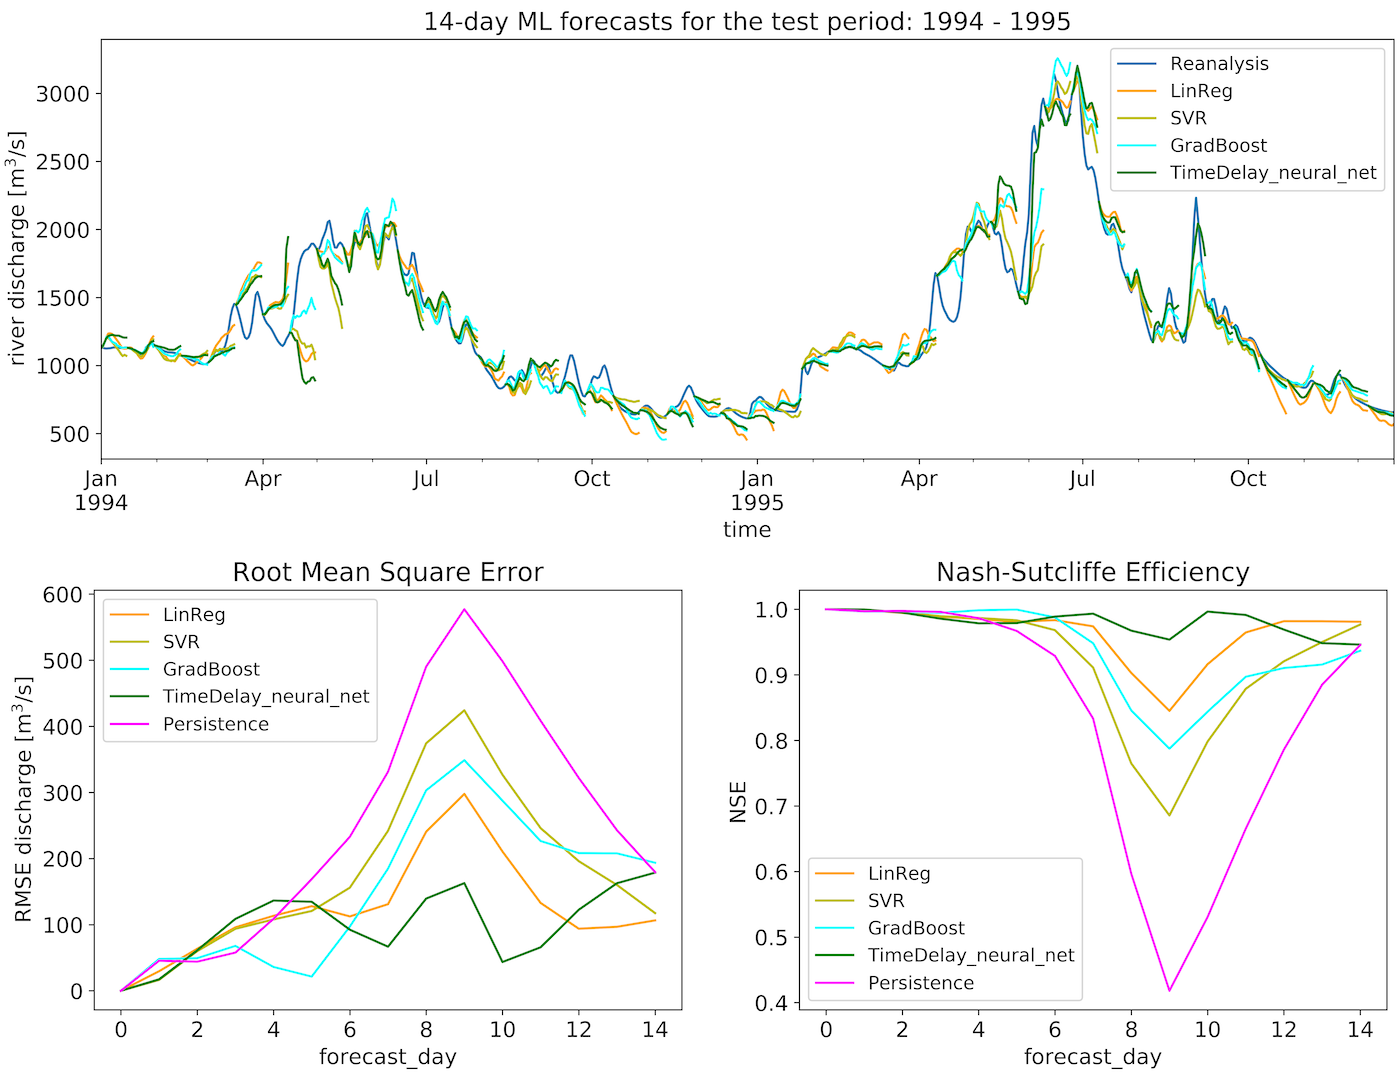 14-day ML forecasts for the test period: 1994 - 1995
river discharge [m³/s]
3000
2500
2000
1500
1000
500
Reanalysis
LinReg
SVR
GradBoost
TimeDelay_neural_net
Jan Apr Jul Oct Jan Apr Jul Oct
1994 1995
time
Root Mean Square Error
RMSE discharge [m³/s]
600
500
400
300
200
100
0
LinReg
SVR
GradBoost
TimeDelay_neural_net
Persistence
0 2 4 6 8 10 12 14
forecast_day
Nash-Sutcliffe Efficiency
NSE
1.0
0.9
0.8
0.7
0.6
0.5
0.4
LinReg
SVR
GradBoost
TimeDelay_neural_net
Persistence
0 2 4 6 8 10 12 14
forecast_day